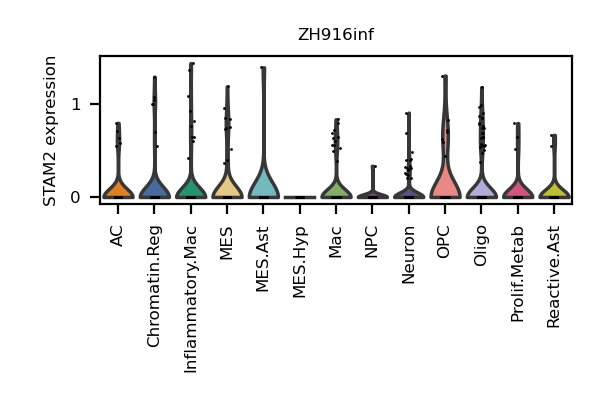 ZH916inf
STAM2 expression
1
0
AC
Chromatin.Reg
Inflammatory.Mac
MES
MES.Ast
MES.Hyp
Mac
NPC
Neuron
OPC
Oligo
Prolif.Metab
Reactive.Ast